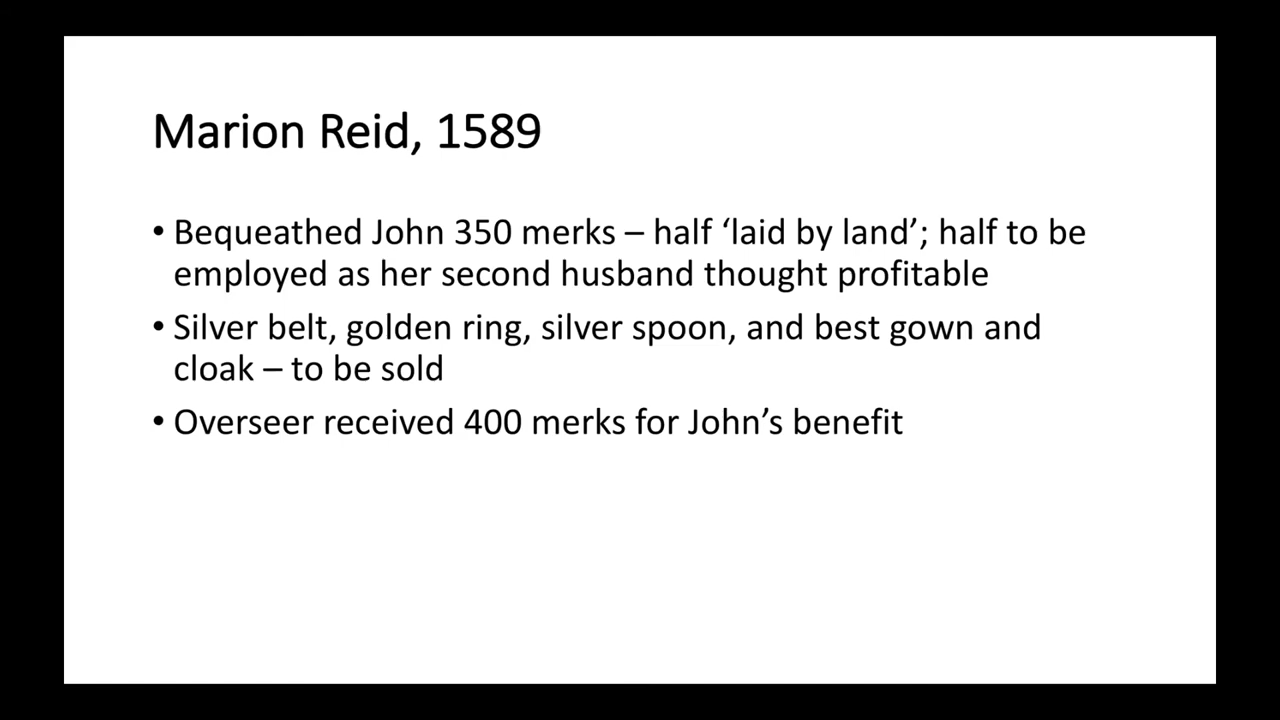 Marion Reid, 1589
• Bequeathed John 350 merks – half ‘laid by land’; half to be
employed as her second husband thought profitable
• Silver belt, golden ring, silver spoon, and best gown and
cloak – to be sold
• Overseer received 400 merks for John’s benefit